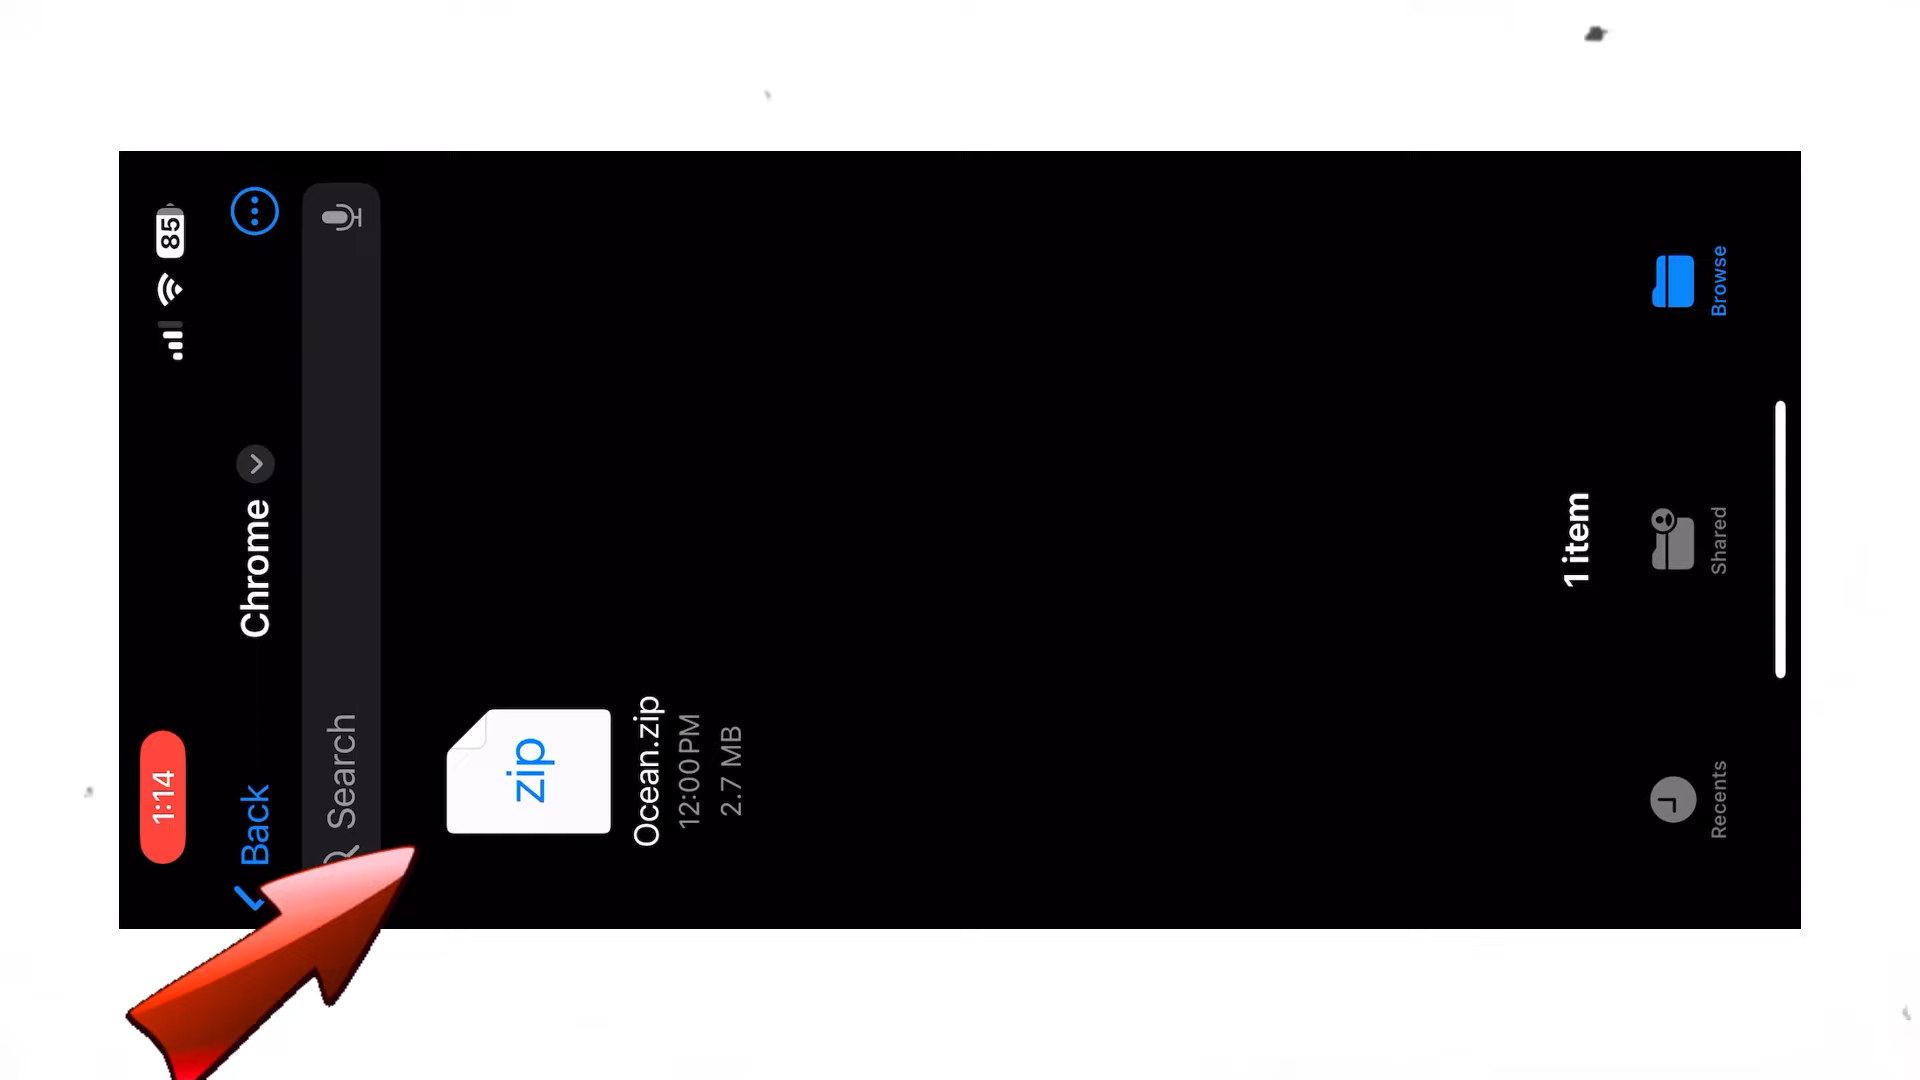 1:14
85
Back
Chrome
Search
zip
Ocean.zip
12:00 PM
2.7 MB
1 item
Recents
Shared
Browse